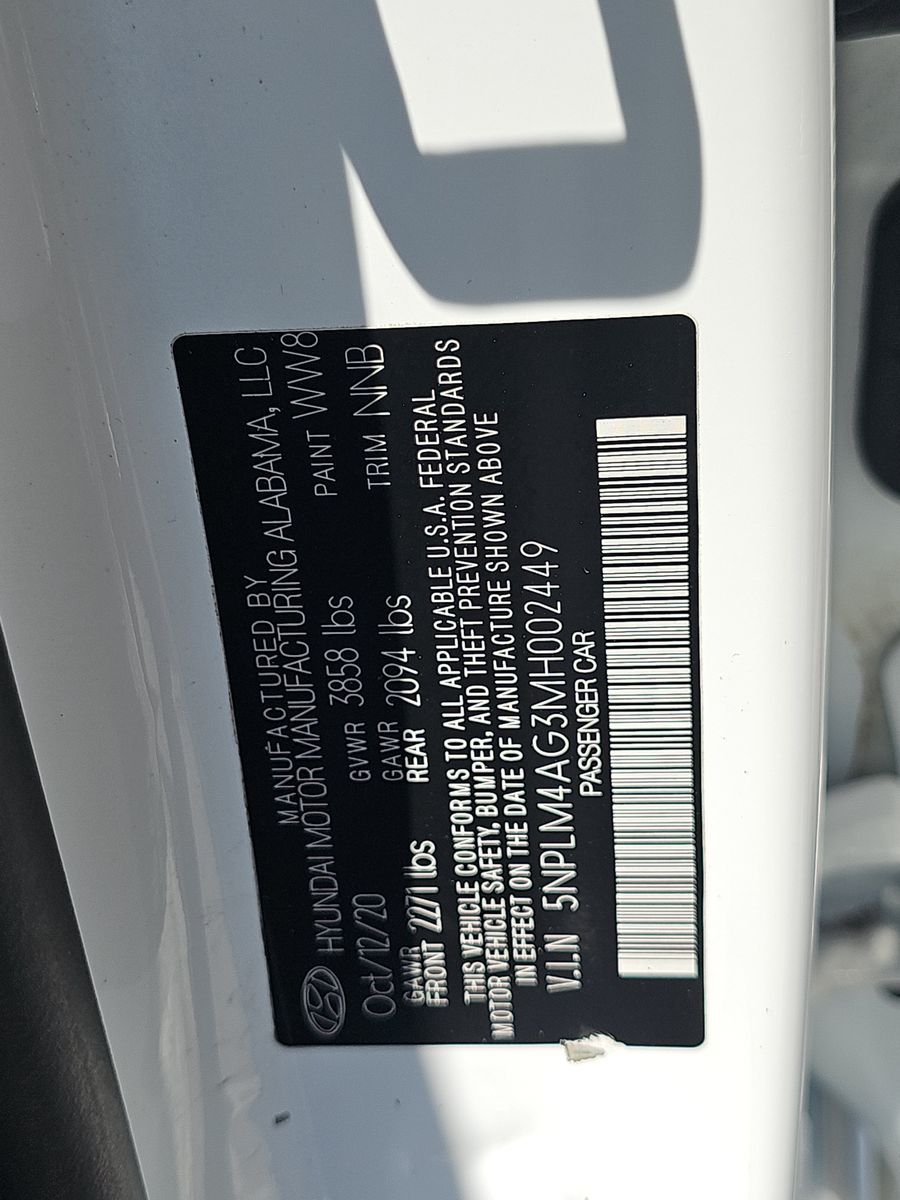 MANUFACTURED BY
HYUNDAI MOTOR MANUFACTURING ALABAMA, LLC
Oct/12/20 GVWR 3858 lbs PAINT WW8
GAWR FRONT 2271 lbs GAWR REAR 2094 lbs TRIM NNB
THIS VEHICLE CONFORMS TO ALL APPLICABLE U.S.A. FEDERAL
MOTOR VEHICLE SAFETY, BUMPER, AND THEFT PREVENTION STANDARDS
IN EFFECT ON THE DATE OF MANUFACTURE SHOWN ABOVE
V.I.N 5NPLM4AG3MH002449
PASSENGER CAR